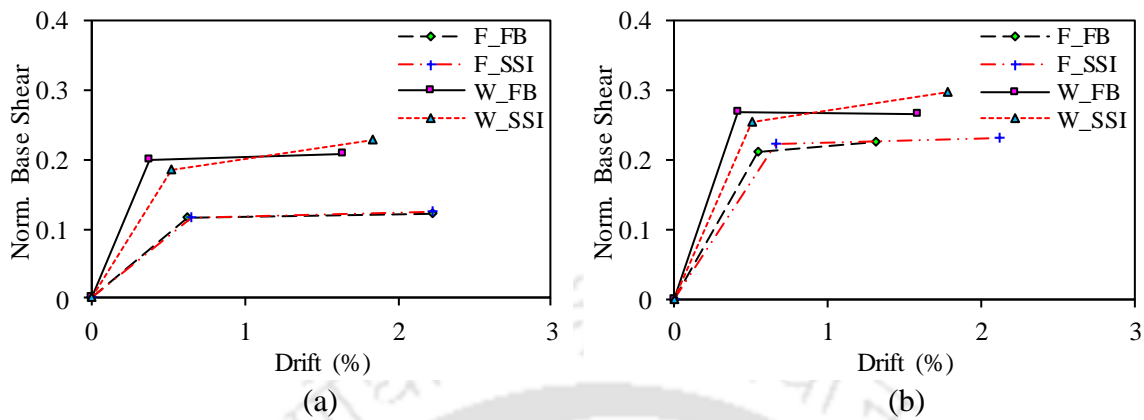 0.4
0.3
0.2
0.1
0
Norm. Base Shear
F_FB
F_SSI
W_FB
W_SSI
0 1 2 3
Drift (%)
(a)
0.4
0.3
0.2
0.1
0
Norm. Base Shear
F_FB
F_SSI
W_FB
W_SSI
0 1 2 3
Drift (%)
(b)